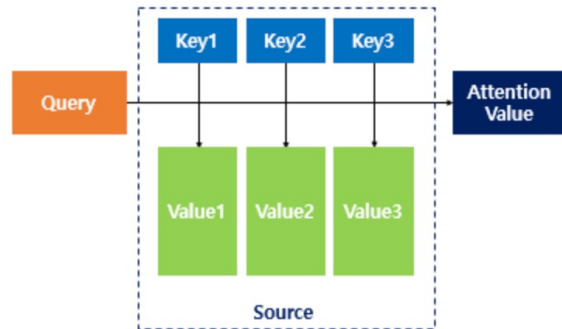 Key1 Key2 Key3
Query
Attention
Value
Value1 Value2 Value3
Source